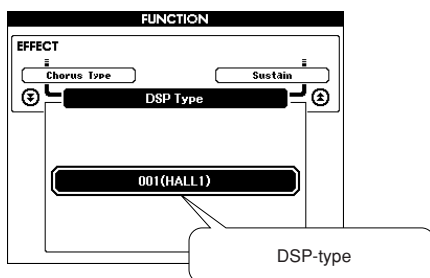 FUNCTION
EFFECT
Chorus Type
Sustain
DSP Type
001(HALL1)
DSP-type